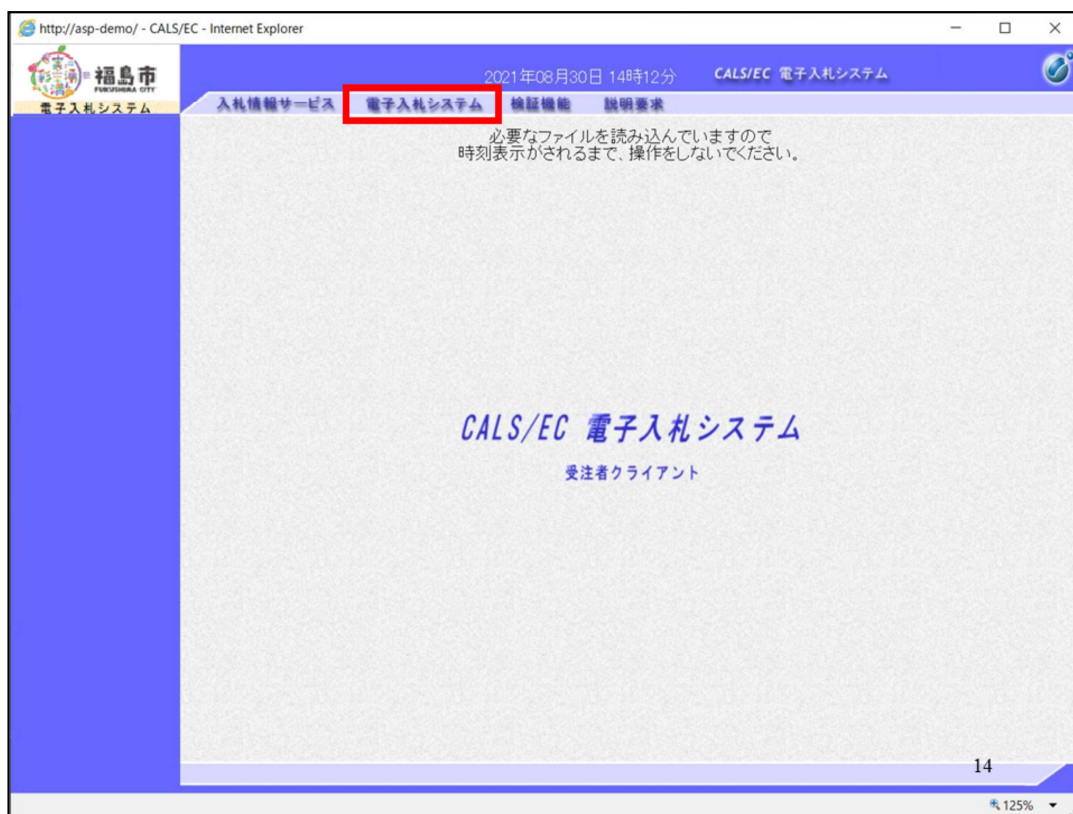 http://asp-demo/ - CALS/EC - Internet Explorer
福島市
FUKUSHIMA CITY
電子入札システム
2021年08月30日 14時12分
CALS/EC 電子入札システム
入札情報サービス
電子入札システム
検証機能
説明要求
必要なファイルを読み込んでいますので
時刻表示がされるまで、操作をしないでください。
CALS/EC 電子入札システム
受注者クライアント
14
125%